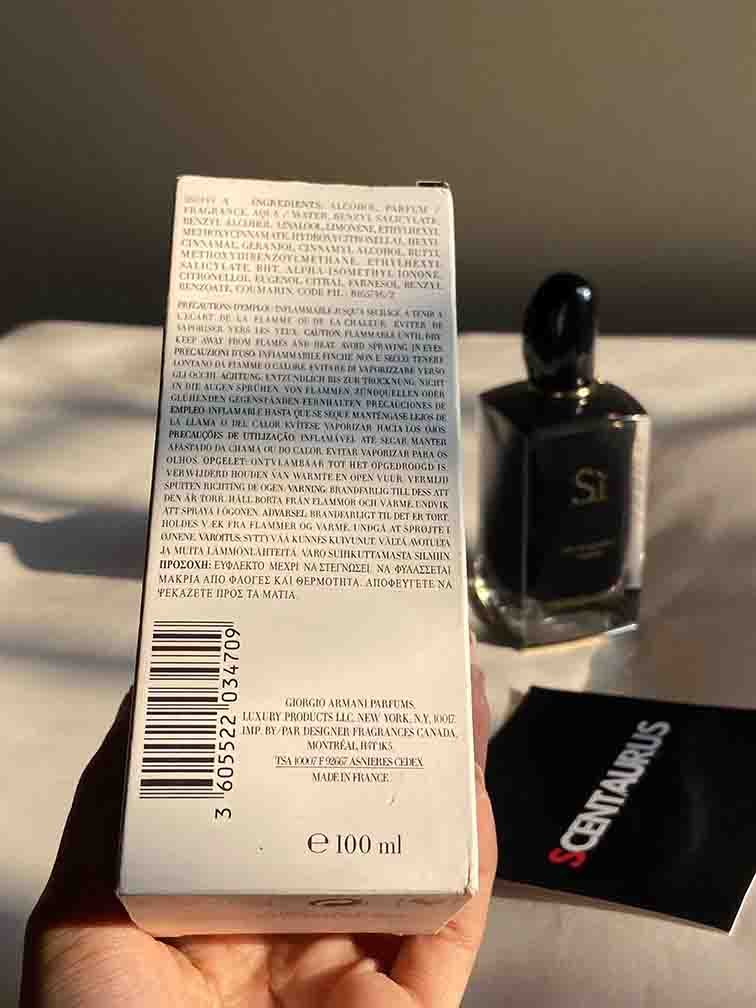 A INGREDIENTS: ALCOHOL, PARFUM /
FRAGRANCE, AQUA / WATER, BENZYL SALICYLATE,
BENZYL ALCOHOL, LINALOOL, LIMONENE, ETHYLHEXYL
METHOXYCINNAMATE, HYDROXYCITRONELLAL, HEXYL
CINNAMAL, GERANIOL, CINNAMYL ALCOHOL, BUTYL
METHOXYDIBENZOYLMETHANE, ETHYLHEXYL
SALICYLATE, BHT, ALPHA-ISOMETHYL IONONE,
CITRONELLOL, EUGENOL, CITRAL, FARNESOL, BENZYL
BENZOATE, COUMARIN. CODE FIL : B165746/2
PRÉCAUTIONS D'EMPLOI : INFLAMMABLE JUSQU'À SÉCHAGE. À TENIR À
L'ÉCART DE LA FLAMME OU DE LA CHALEUR. ÉVITER DE
VAPORISER VERS LES YEUX. CAUTION: FLAMMABLE UNTIL DRY.
KEEP AWAY FROM FLAMES AND HEAT. AVOID SPRAYING IN EYES.
PRECAUZIONI D'USO: INFIAMMABILE FINCHÉ NON È SECCO. TENERE
LONTANO DA FIAMME O CALORE. EVITARE DI VAPORIZZARE VERSO
GLI OCCHI. ACHTUNG: ENTZÜNDLICH BIS ZUR TROCKNUNG. NICHT
IN DIE AUGEN SPRÜHEN. VON FLAMMEN, ZÜNDQUELLEN ODER
GLÜHENDEN GEGENSTÄNDEN FERNHALTEN. PRECAUCIONES DE
EMPLEO: INFLAMABLE HASTA QUE SE SEQUE. MANTÉNGASE LEJOS DE
LA LLAMA O DEL CALOR. EVÍTESE VAPORIZAR HACIA LOS OJOS.
PRECAUÇÕES DE UTILIZAÇÃO: INFLAMÁVEL ATÉ SECAR. MANTER
AFASTADO DA CHAMA OU DO CALOR. EVITAR VAPORIZAR PARA OS
OLHOS. OPGELET: ONTVLAMBAAR TOT HET OPGEDROOGD IS.
VERWIJDERD HOUDEN VAN WARMTE EN OPEN VUUR. VERMIJD
SPUITEN RICHTING DE OGEN. VARNING: BRANDFARLIG TILL DESS ATT
DEN ÄR TORR. HÅLL BORTA FRÅN FLAMMOR OCH VÄRME. UNDVIK
ATT SPRAYA I ÖGONEN. ADVARSEL: BRANDFARLIGT TIL DET ER TØRT.
HOLDES VÆK FRA FLAMMER OG VARME. UNDGÅ AT SPRØJTE I
ØJNENE. VAROITUS: SYTTYVÄÄ KUNNES KUIVUNUT. VÄLTÄ AVOTULTA
JA MUITA LÄMMÖNLÄHTEITÄ. VARO SUIHKUTTAMASTA SILMIIN.
ΠΡΟΣΟΧΗ: ΕΥΦΛΕΚΤΟ ΜΕΧΡΙ ΝΑ ΣΤΕΓΝΩΣΕΙ. ΝΑ ΦΥΛΑΣΣΕΤΑΙ
ΜΑΚΡΙΑ ΑΠΟ ΦΛΟΓΕΣ ΚΑΙ ΘΕΡΜΟΤΗΤΑ. ΑΠΟΦΕΥΓΕΤΕ ΝΑ
ΨΕΚΑΖΕΤΕ ΠΡΟΣ ΤΑ ΜΑΤΙΑ.
3 605522 034709
GIORGIO ARMANI PARFUMS,
LUXURY PRODUCTS LLC, NEW YORK, N.Y. 10017.
IMP. BY/PAR DESIGNER FRAGRANCES CANADA,
MONTRÉAL, H4T 1K5.
TSA 10007 F 92667 ASNIERES CEDEX
MADE IN FRANCE
℮ 100 ml
Sì
SCENTAURUS